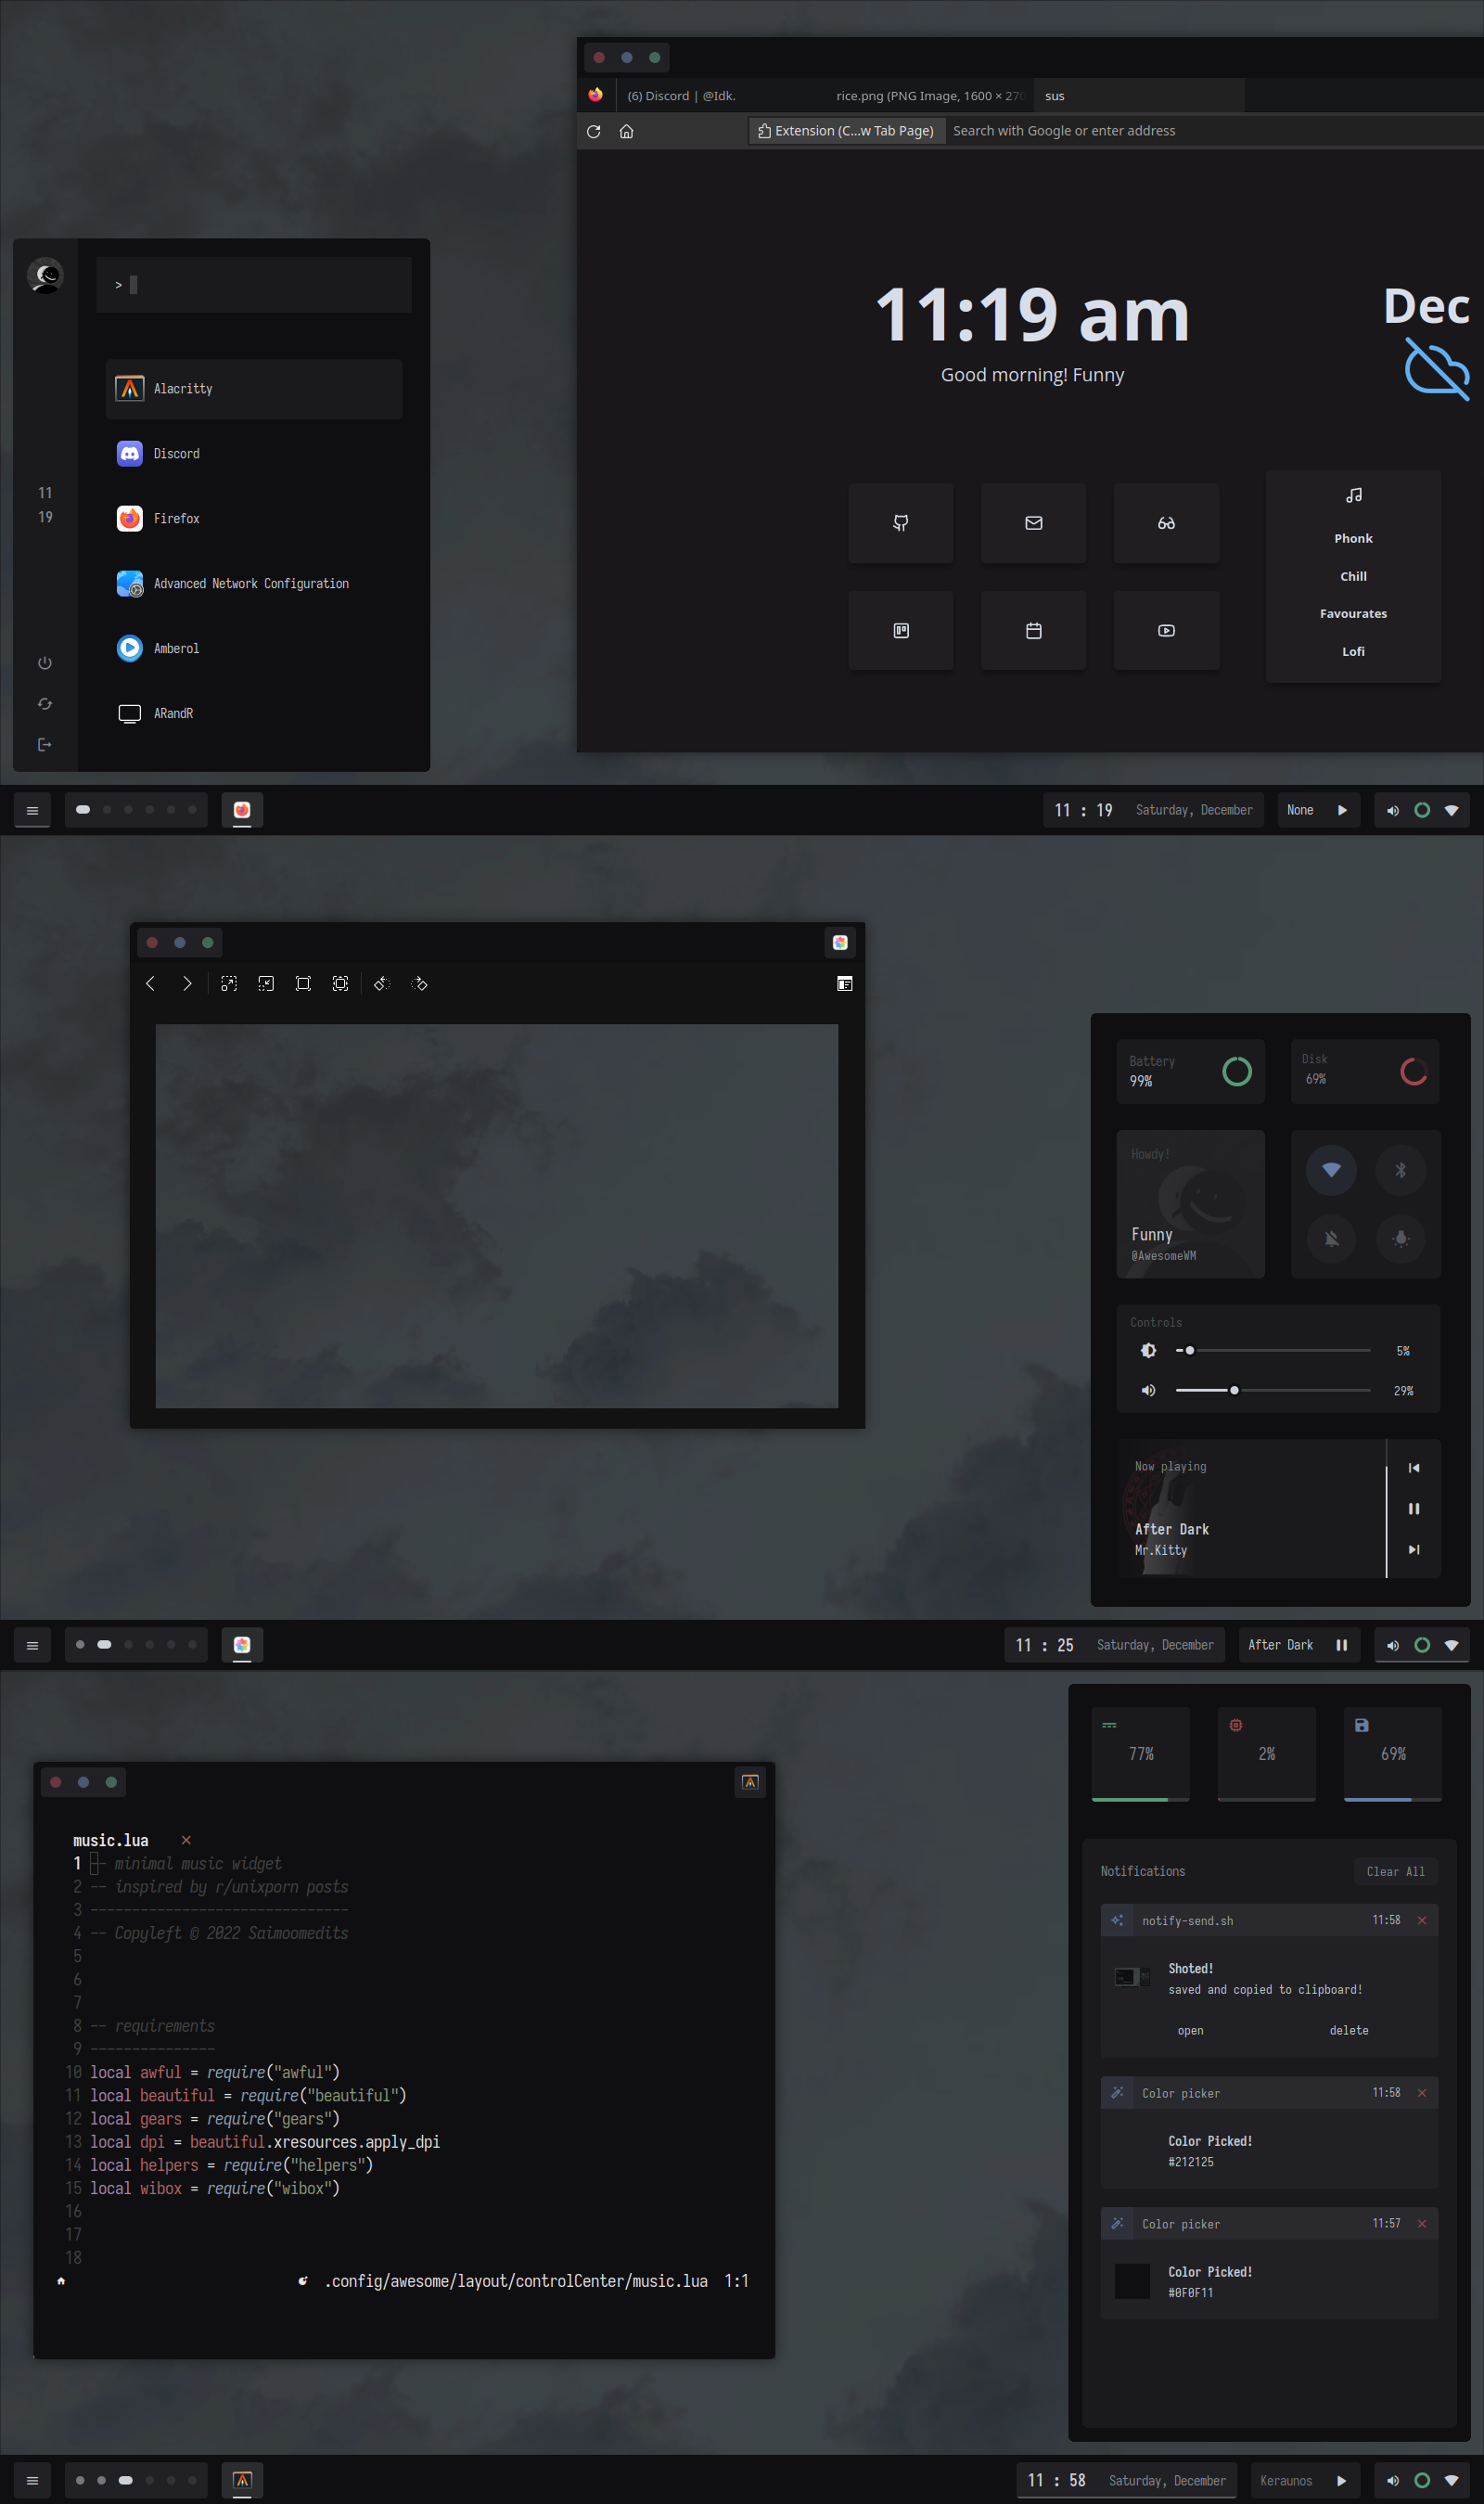 (6) Discord | @Idk.
rice.png (PNG Image, 1600 × 270
sus
Extension (C...w Tab Page)
Search with Google or enter address
11:19 am
Good morning! Funny
Dec
Phonk
Chill
Favourates
Lofi
>
Alacritty
Discord
Firefox
Advanced Network Configuration
Amberol
ARandR
11
19
11 : 19 Saturday, December
None
Battery
99%
Disk
69%
Howdy!
Funny
@AwesomeWM
Controls
5%
29%
Now playing
After Dark
Mr.Kitty
11 : 25 Saturday, December
After Dark
music.lua ×
1 -- minimal music widget
2 -- inspired by r/unixporn posts
3 -------------------------------
4 -- Copyleft © 2022 Saimoomedits
5
6
7
8 -- requirements
9 ---------------
10 local awful = require("awful")
11 local beautiful = require("beautiful")
12 local gears = require("gears")
13 local dpi = beautiful.xresources.apply_dpi
14 local helpers = require("helpers")
15 local wibox = require("wibox")
16
17
18
.config/awesome/layout/controlCenter/music.lua 1:1
77%
2%
69%
Notifications
Clear All
notify-send.sh 11:58 ×
Shoted!
saved and copied to clipboard!
open delete
Color picker 11:58 ×
Color Picked!
#212125
Color picker 11:57 ×
Color Picked!
#0F0F11
11 : 58 Saturday, December
Keraunos